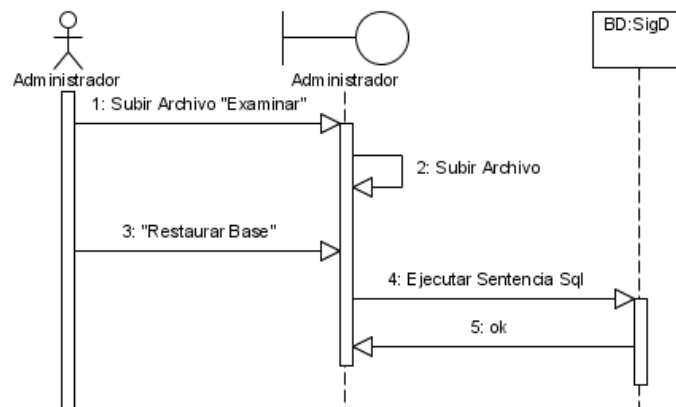 BD:SigD
Administrador
Administrador
1: Subir Archivo "Examinar"
2: Subir Archivo
3: "Restaurar Base"
4: Ejecutar Sentencia Sql
5: ok